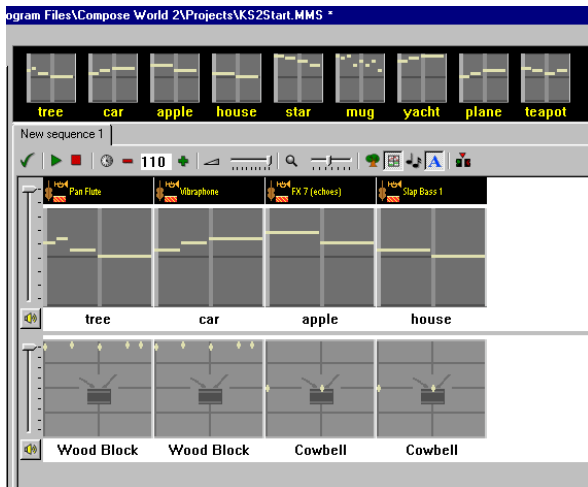 ogram Files\Compose World 2\Projects\KS2Start.MMS *
tree car apple house star mug yacht plane teapot
New sequence 1
110 A
Pan Flute Vibraphone FX 7 (echoes) Slap Bass 1
tree car apple house
Wood Block Wood Block Cowbell Cowbell